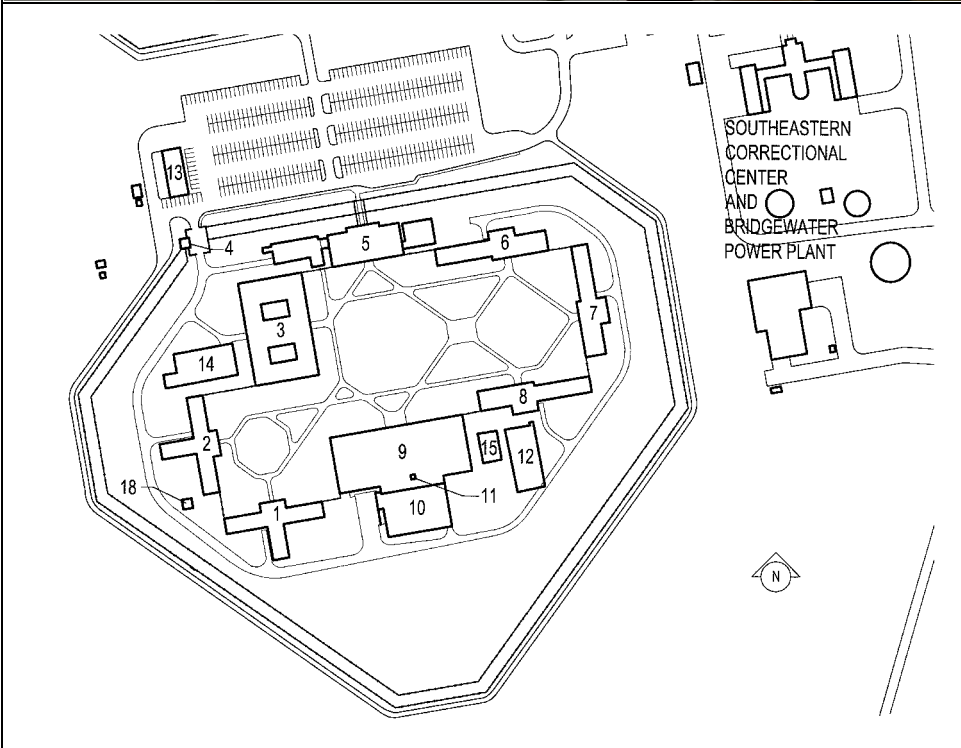 SOUTHEASTERN
CORRECTIONAL
CENTER
AND
BRIDGEWATER
POWER PLANT
13
4
5
6
3
7
14
8
2
9
15
12
18
11
10
1
N